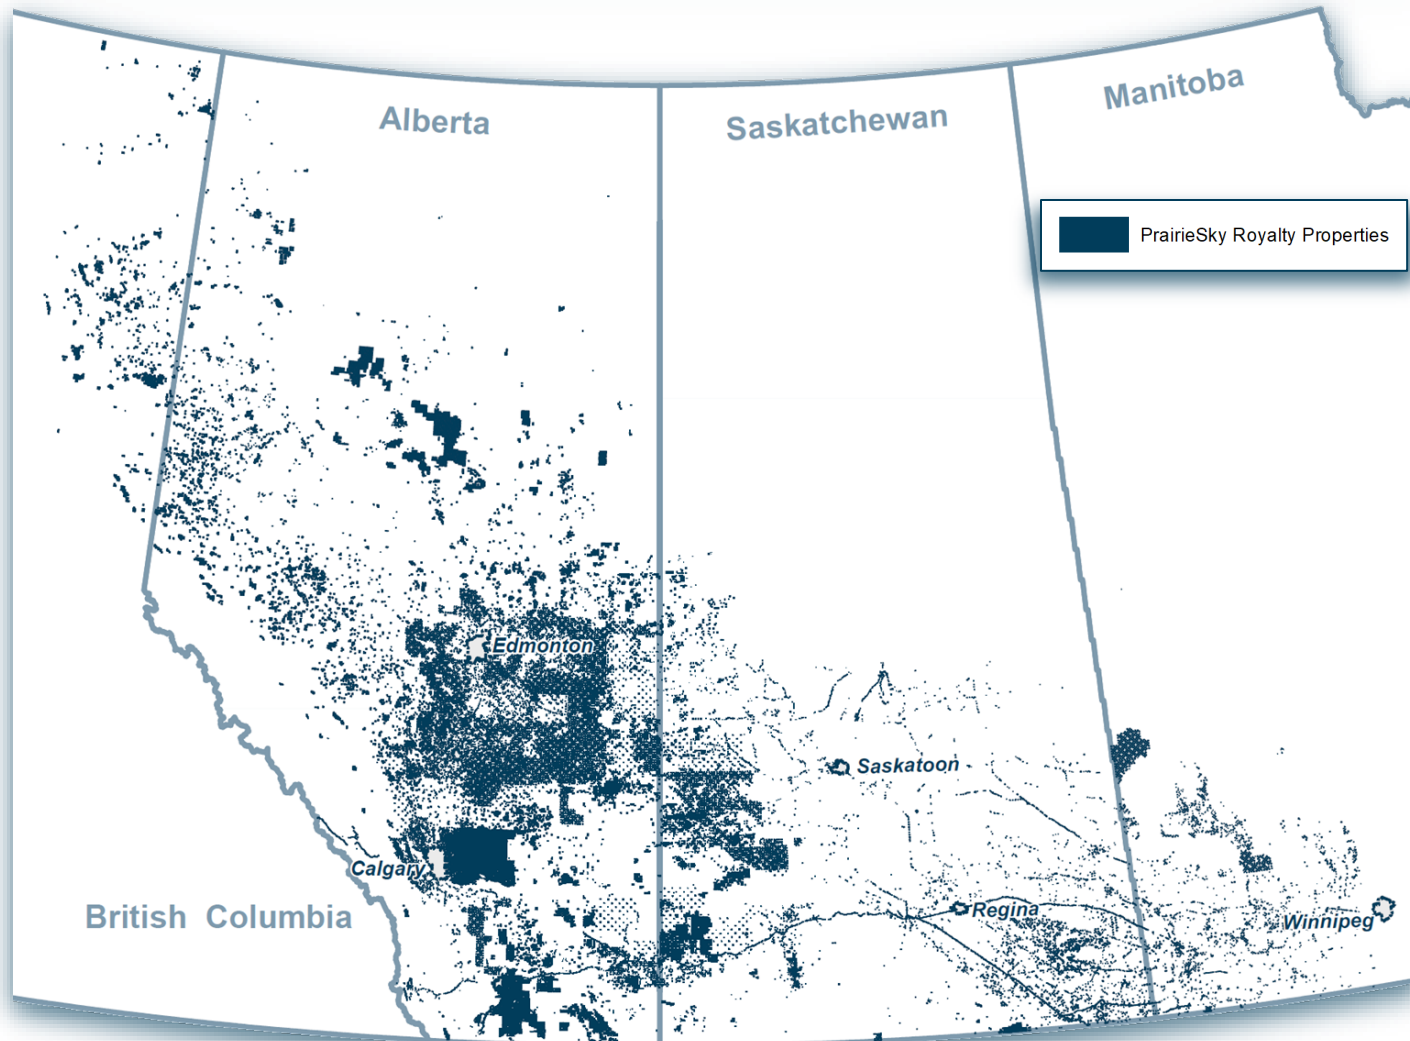 Manitoba
Alberta
Saskatchewan
PrairieSky Royalty Properties
Edmonton
Saskatoon
Calgary
British Columbia
Regina
Winnipeg